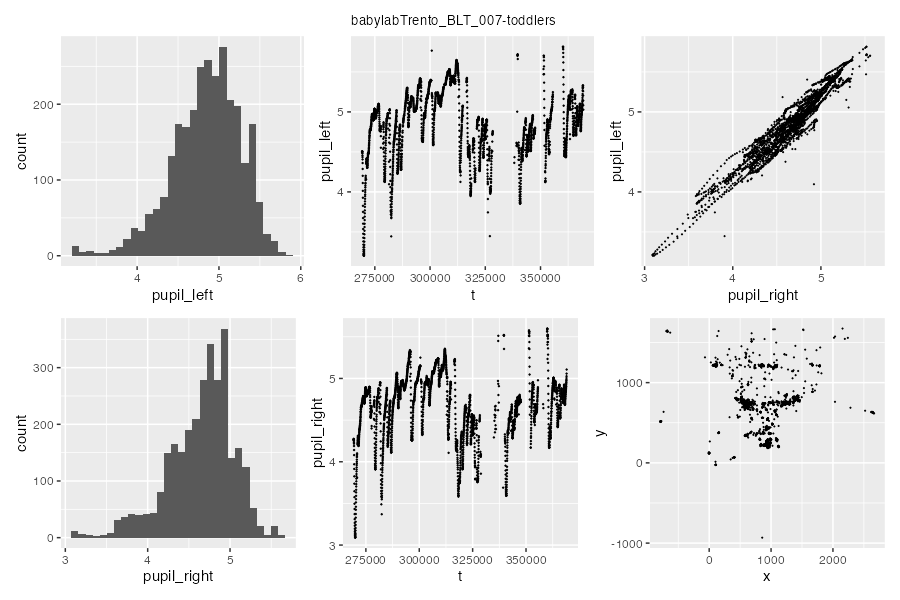 babylabTrento_BLT_007-toddlers
200
100
0
count
4
5
6
pupil_left
5
4
pupil_left
275000
300000
325000
350000
t
5
4
pupil_left
3
4
5
pupil_right
300
200
100
0
count
3
4
5
pupil_right
5
4
3
pupil_right
275000
300000
325000
350000
t
1000
0
-1000
y
0
1000
2000
x